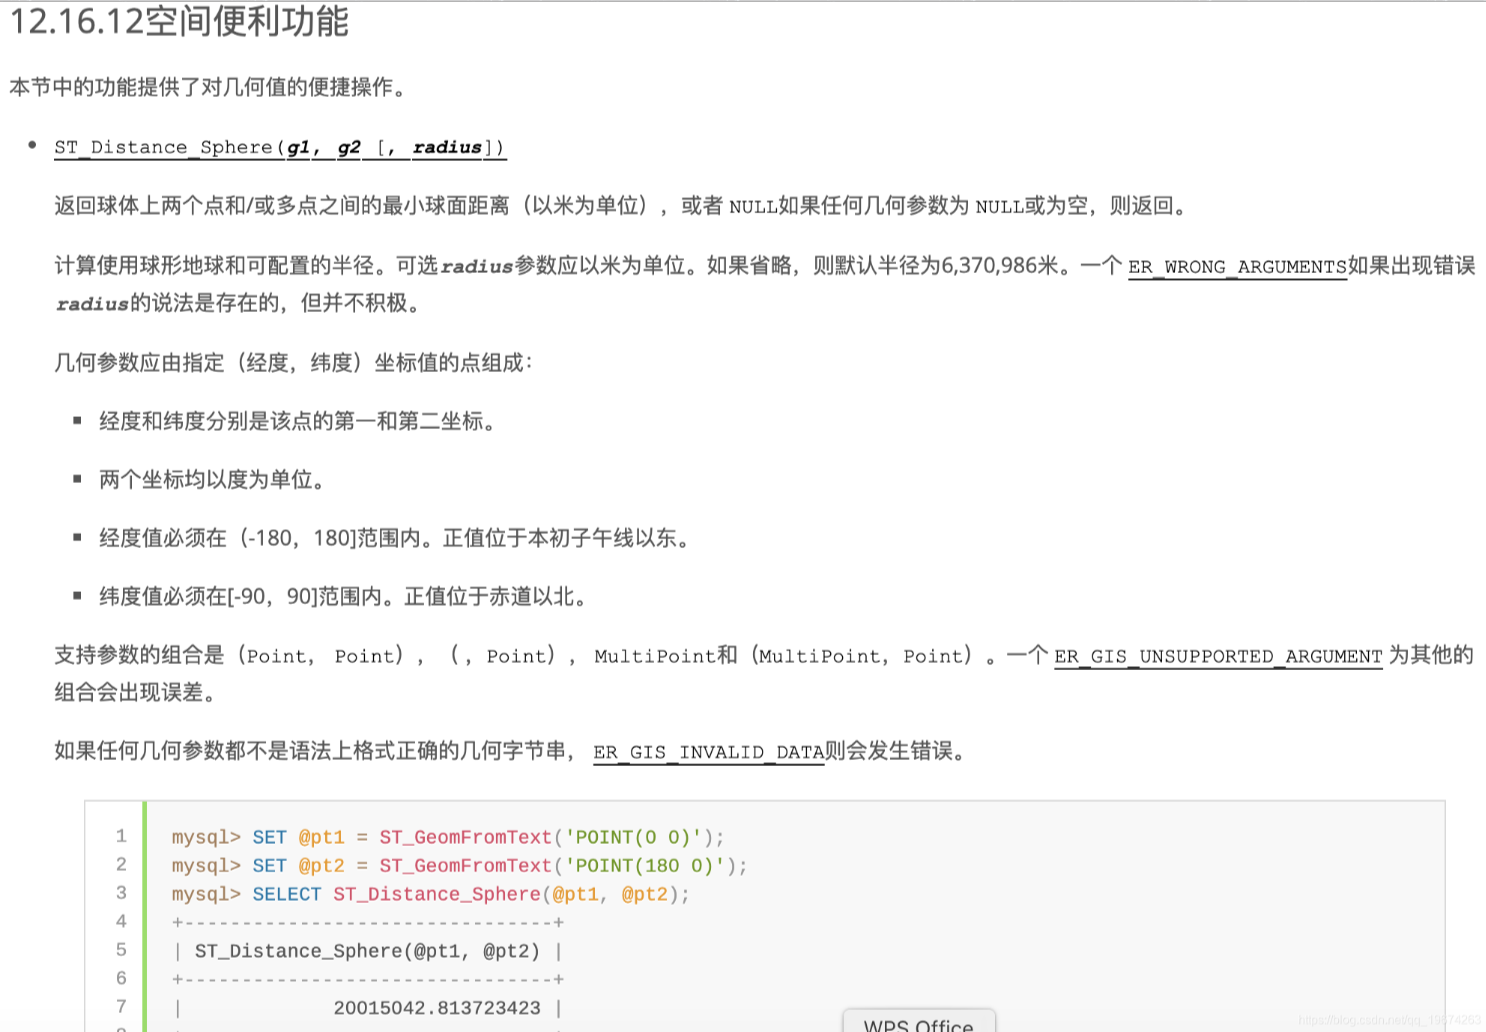 12.16.12空间便利功能
本节中的功能提供了对几何值的便捷操作。
ST_Distance_Sphere(g1, g2 [, radius])
返回球体上两个点和/或多点之间的最小球面距离（以米为单位），或者 NULL如果任何几何参数为 NULL或为空，则返回。
计算使用球形地球和可配置的半径。可选radius参数应以米为单位。如果省略，则默认半径为6,370,986米。一个 ER_WRONG_ARGUMENTS如果出现错误
radius的说法是存在的，但并不积极。
几何参数应由指定（经度，纬度）坐标值的点组成：
经度和纬度分别是该点的第一和第二坐标。
两个坐标均以度为单位。
经度值必须在（-180，180]范围内。正值位于本初子午线以东。
纬度值必须在[-90，90]范围内。正值位于赤道以北。
支持参数的组合是（Point， Point），（，Point），MultiPoint和（MultiPoint，Point）。一个 ER_GIS_UNSUPPORTED_ARGUMENT 为其他的
组合会出现误差。
如果任何几何参数都不是语法上格式正确的几何字节串， ER_GIS_INVALID_DATA则会发生错误。
1 mysql> SET @pt1 = ST_GeomFromText('POINT(0 0)');
2 mysql> SET @pt2 = ST_GeomFromText('POINT(180 0)');
3 mysql> SELECT ST_Distance_Sphere(@pt1, @pt2);
4 +--------------------------------+
5 | ST_Distance_Sphere(@pt1, @pt2) |
6 +--------------------------------+
7 | 20015042.813723423 |
WPS Office